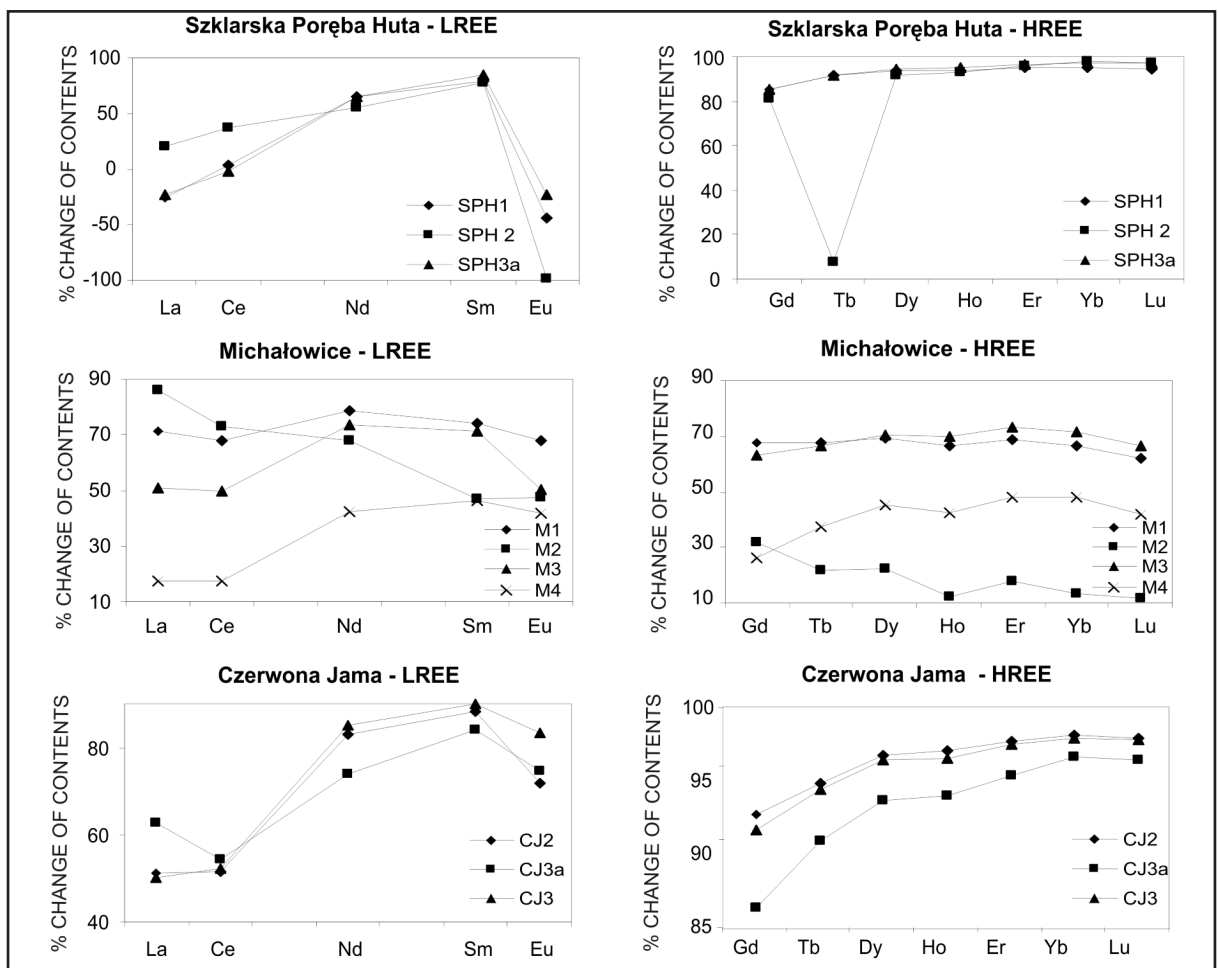 Szklarska Poręba Huta - LREE
% CHANGE OF CONTENTS
100
50
0
-50
-100
SPH1
SPH 2
SPH3a
La Ce Nd Sm Eu
Szklarska Poręba Huta - HREE
% CHANGE OF CONTENTS
100
80
60
40
20
0
SPH1
SPH 2
SPH3a
Gd Tb Dy Ho Er Yb Lu
Michałowice - LREE
% CHANGE OF CONTENTS
90
70
50
30
10
M1
M2
M3
M4
La Ce Nd Sm Eu
Michałowice - HREE
% CHANGE OF CONTENTS
90
70
50
30
10
M1
M2
M3
M4
Gd Tb Dy Ho Er Yb Lu
Czerwona Jama - LREE
% CHANGE OF CONTENTS
80
60
40
CJ2
CJ3a
CJ3
La Ce Nd Sm Eu
Czerwona Jama - HREE
% CHANGE OF CONTENTS
100
95
90
85
CJ2
CJ3a
CJ3
Gd Tb Dy Ho Er Yb Lu